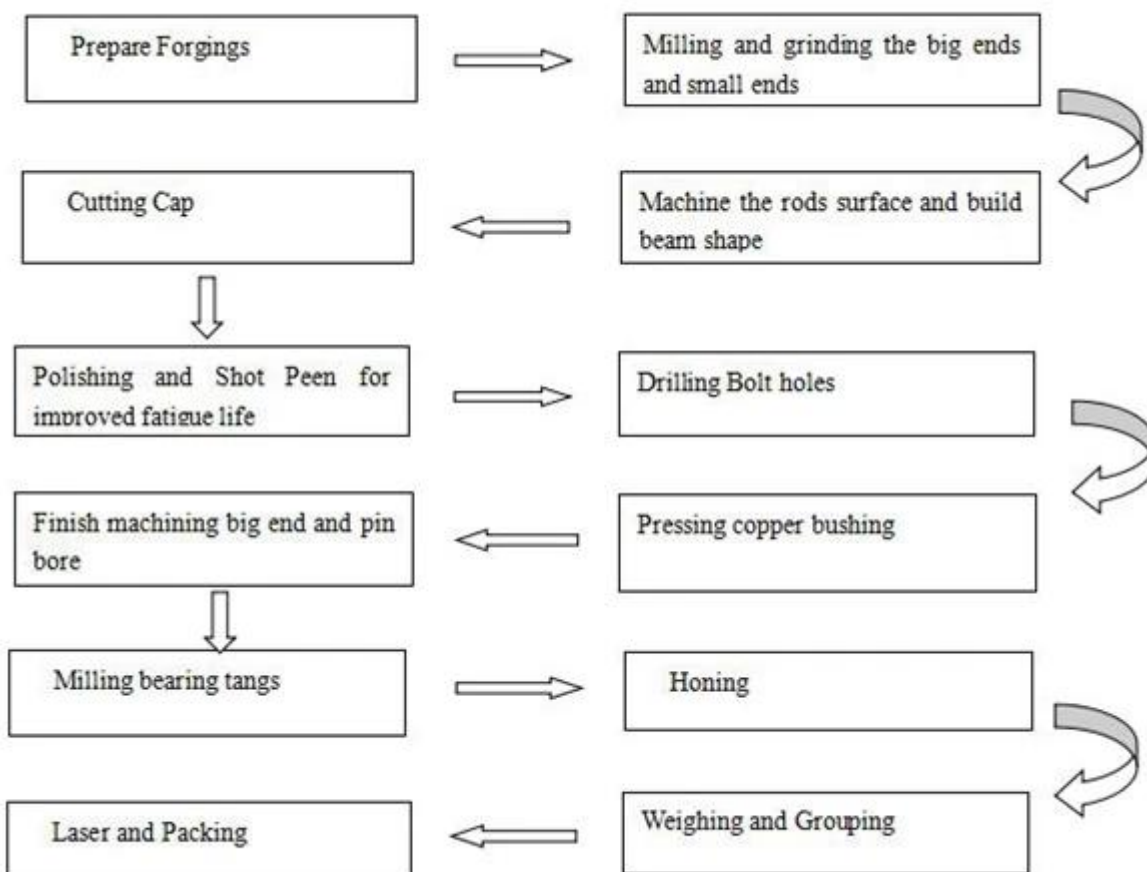 Prepare Forgings
Milling and grinding the big ends
and small ends
Machine the rods surface and build
beam shape
Cutting Cap
Polishing and Shot Peen for
improved fatigue life
Drilling Bolt holes
Pressing copper bushing
Finish machining big end and pin
bore
Milling bearing tangs
Honing
Weighing and Grouping
Laser and Packing